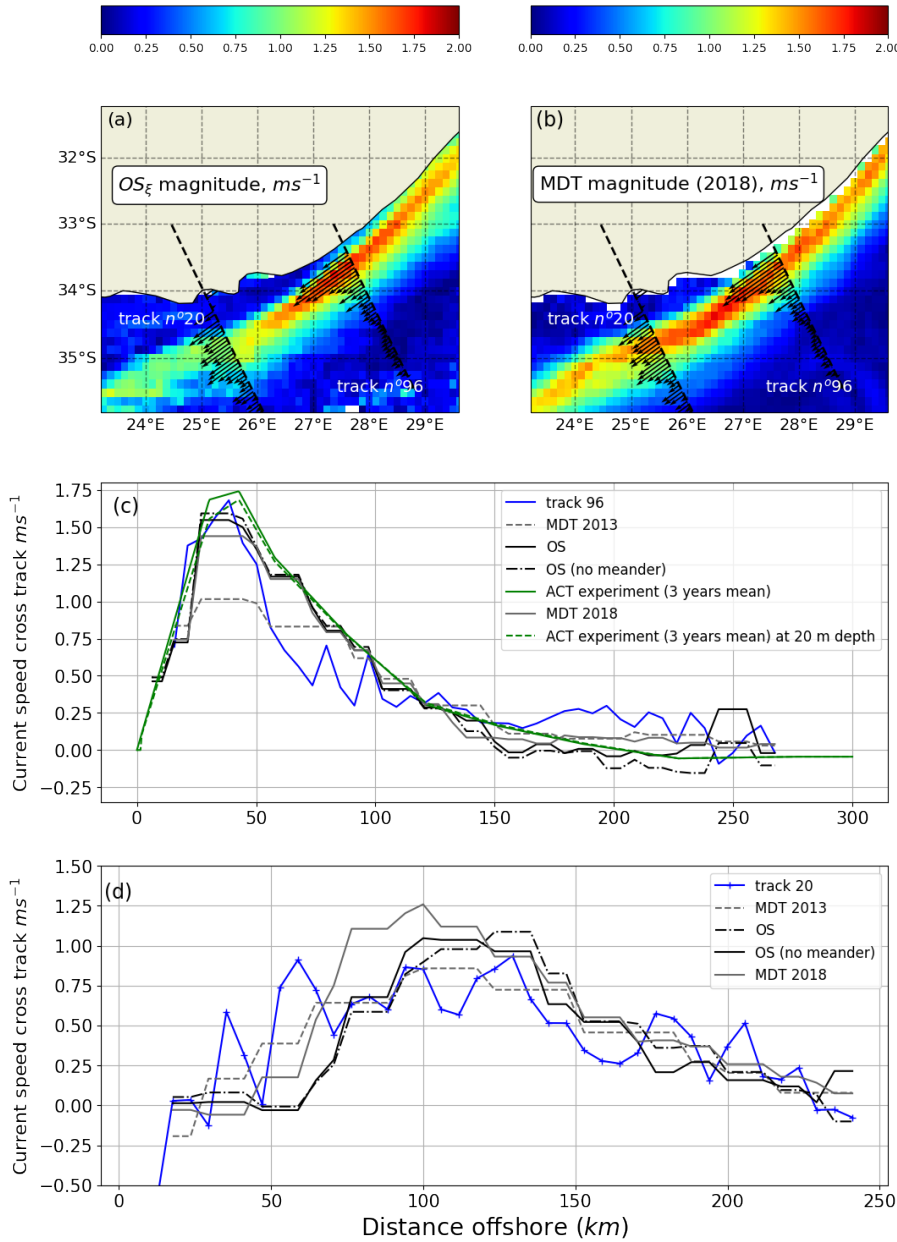 0.00 0.25 0.50 0.75 1.00 1.25 1.50 1.75 2.00
0.00 0.25 0.50 0.75 1.00 1.25 1.50 1.75 2.00
(a)
32°S
33°S
34°S
35°S
OSξ magnitude, ms⁻¹
track n°20
track n°96
24°E 25°E 26°E 27°E 28°E 29°E
(b)
MDT magnitude (2018), ms⁻¹
track n°20
track n°96
24°E 25°E 26°E 27°E 28°E 29°E
(c)
Current speed cross track ms⁻¹
1.75
1.50
1.25
1.00
0.75
0.50
0.25
0.00
−0.25
track 96
MDT 2013
OS
OS (no meander)
ACT experiment (3 years mean)
MDT 2018
ACT experiment (3 years mean) at 20 m depth
0 50 100 150 200 250 300
(d)
Current speed cross track ms⁻¹
1.50
1.25
1.00
0.75
0.50
0.25
0.00
−0.25
−0.50
track 20
MDT 2013
OS
OS (no meander)
MDT 2018
0 50 100 150 200 250
Distance offshore (km)